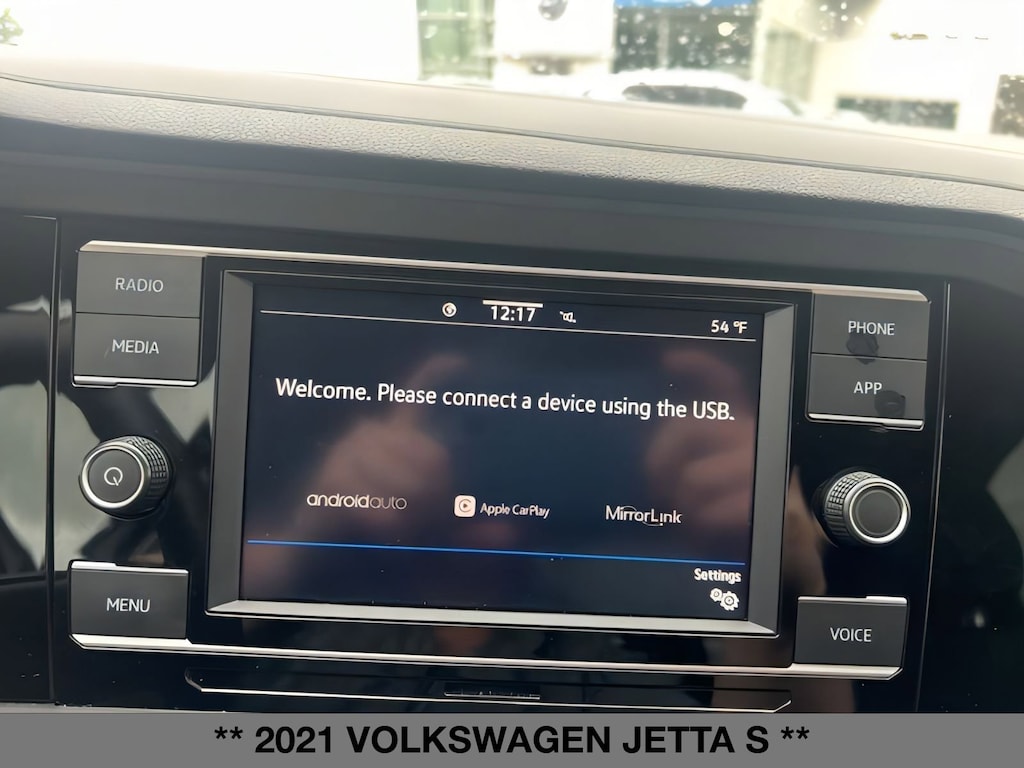 RADIO
MEDIA
12:17
54 °F
PHONE
APP
Welcome. Please connect a device using the USB.
androidauto
Apple CarPlay
MirrorLink
Settings
MENU
VOICE
** 2021 VOLKSWAGEN JETTA S **